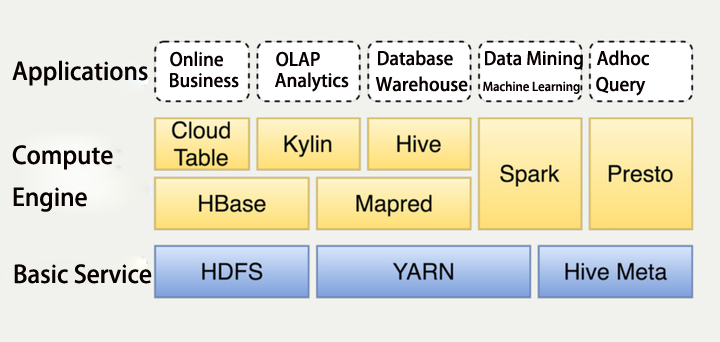 Applications
Online
Business
OLAP
Analytics
Database
Warehouse
Data Mining
Machine Learning
Adhoc
Query
Compute
Engine
Cloud
Table
Kylin
Hive
Spark
Presto
HBase
Mapred
Basic Service
HDFS
YARN
Hive Meta